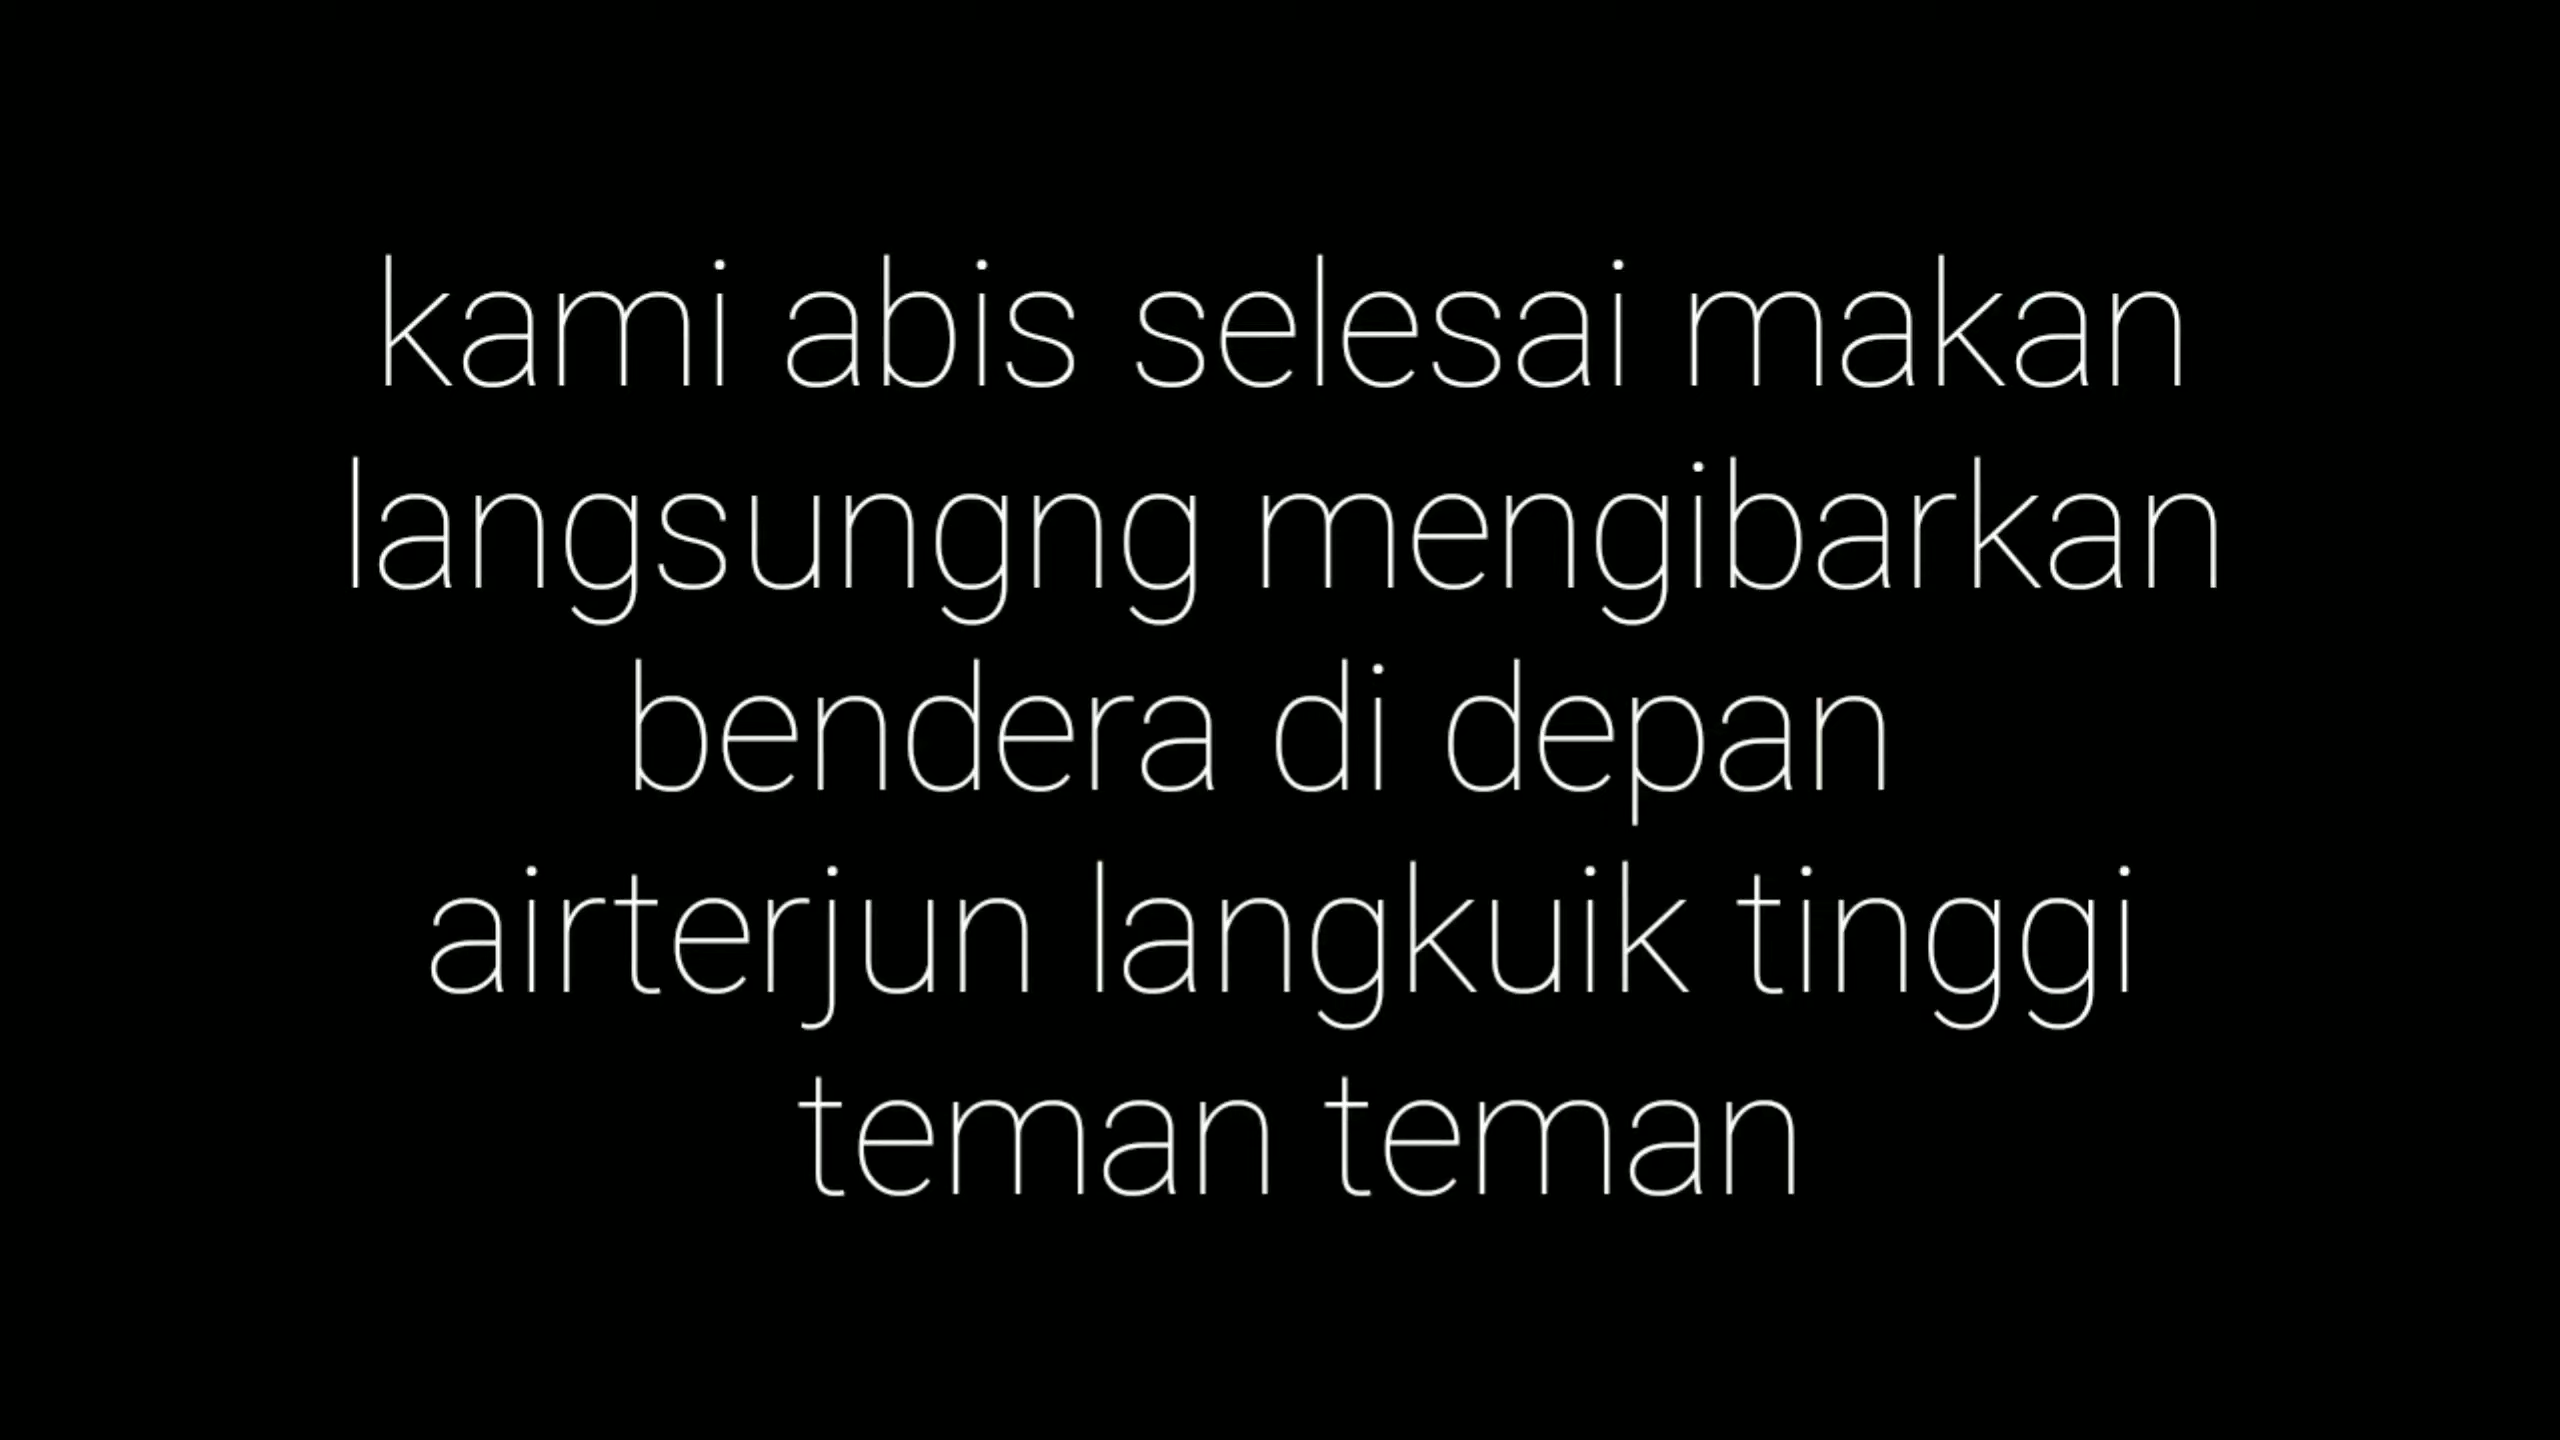 kami abis selesai makan
langsungng mengibarkan
bendera di depan
airterjun langkuik tinggi
teman teman